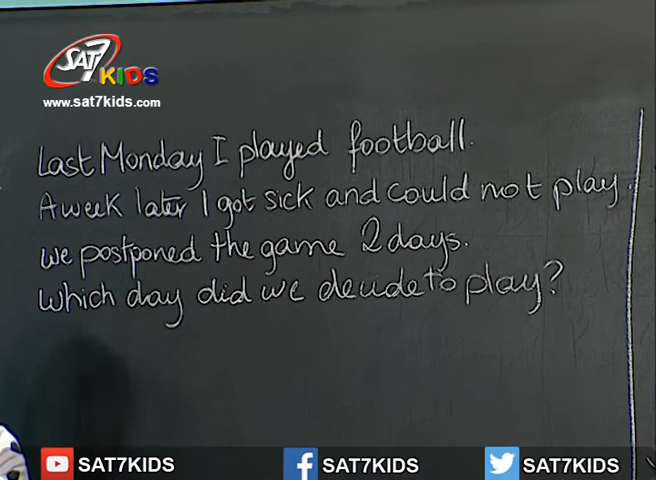 SAT7
KIDS
www.sat7kids.com
Last Monday I played football.
A week later I got sick and could not play.
we postponed the game 2 days.
which day did we decide to play?
SAT7KIDS
SAT7KIDS
SAT7KIDS